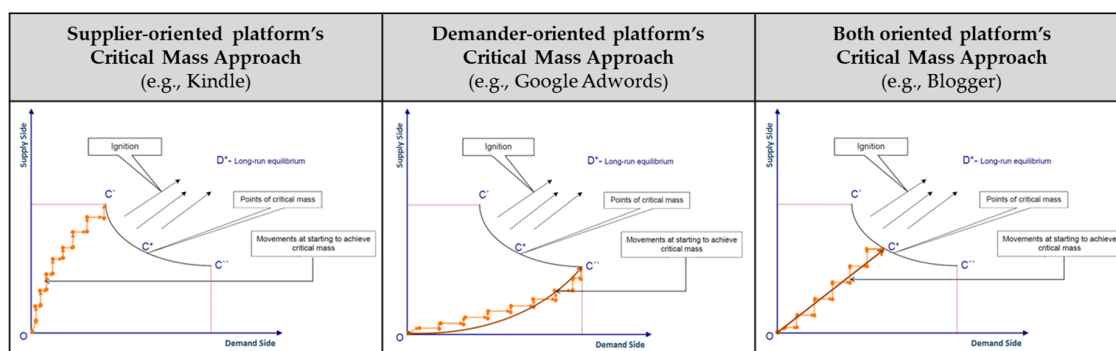 Supplier-oriented platform's
Critical Mass Approach
(e.g., Kindle)
Demander-oriented platform's
Critical Mass Approach
(e.g., Google Adwords)
Both oriented platform's
Critical Mass Approach
(e.g., Blogger)
Supply Side
Ignition
D*- Long-run equilibrium
C`
Points of critical mass
C*
Movements at starting to achieve
critical mass
C``
O
Demand Side
Supply Side
Ignition
D*- Long-run equilibrium
C`
Points of critical mass
C*
Movements at starting to achieve
critical mass
C``
O
Demand Side
Supply Side
Ignition
D*- Long-run equilibrium
C`
Points of critical mass
C*
Movements at starting to achieve
critical mass
C``
O
Demand Side